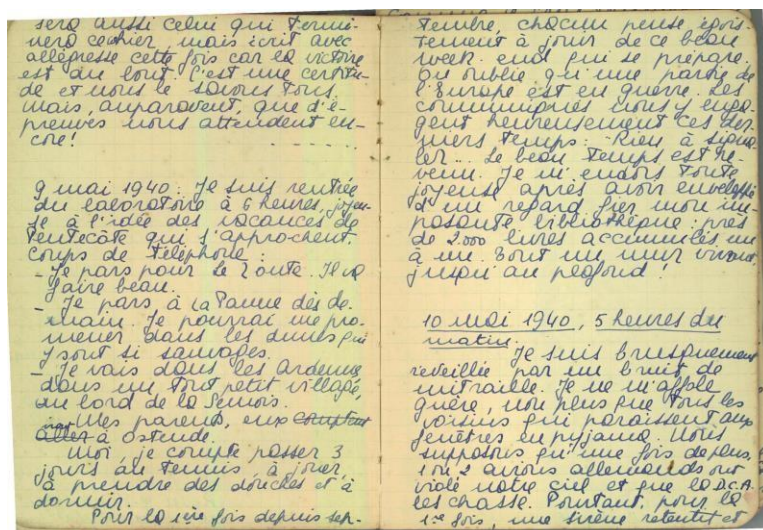 sera aussi celui qui termi-
nera ce cahier, mais écrit avec
allégresse cette fois car la victoire
est au bout. C'est une certitu-
de et nous le savons tous.
Mais, auparavant, que d'é-
preuves nous attendent en-
core!
. . . . . .
9 mai 1940. Je suis rentrée
du laboratoire à 6 heures, joyeu-
se à l'idée des vacances de
Pentecôte qui s'approchent.
Coups de téléphone :
- Je pars pour le Zoute. Il va
faire beau.
- Je pars, à La Panne dès de-
main. Je pourrai me pro-
mener dans les dunes qui
y sont si sauvages.
- Je vais dans les Ardennes
dans un tout petit village,
au bord de la Semois.
Mes parents, eux comptent
aller à Ostende.
Moi, je compte passer 3
jours au tennis, à jouer,
à prendre des douches et à
dormir.
Pour la 1ère fois depuis sep-
tembre, chacun pense égoïs-
tement à jouir de ce beau
week-end qui se prépare,
on oublie qu'une partie de
l'Europe est en guerre. Les
communiqués nous y enga-
gent heureusement ces der-
niers temps : Rien à signa-
ler... Le beau temps est re-
venu. Je m'endors toute
joyeuse après avoir enveloppé
d'un regard fier mon im-
posante bibliothèque : près
de 2.000 livres accumulés un
à un. Sont un mur vivant
jusqu'au plafond!
10 mai 1940, 5 heures du
matin.
Je suis brusquement
réveillée par un bruit de
mitraille. Je ne m'affole
guère, non plus que tous les
voisins qui paraissent aux
fenêtres en pyjama. Nous
supposons qu'une fois de plus,
1 ou 2 avions allemands ont
violé notre ciel et que la D.C.A.
les chasse. Pourtant, pour la
1re fois, une sirène retentit et